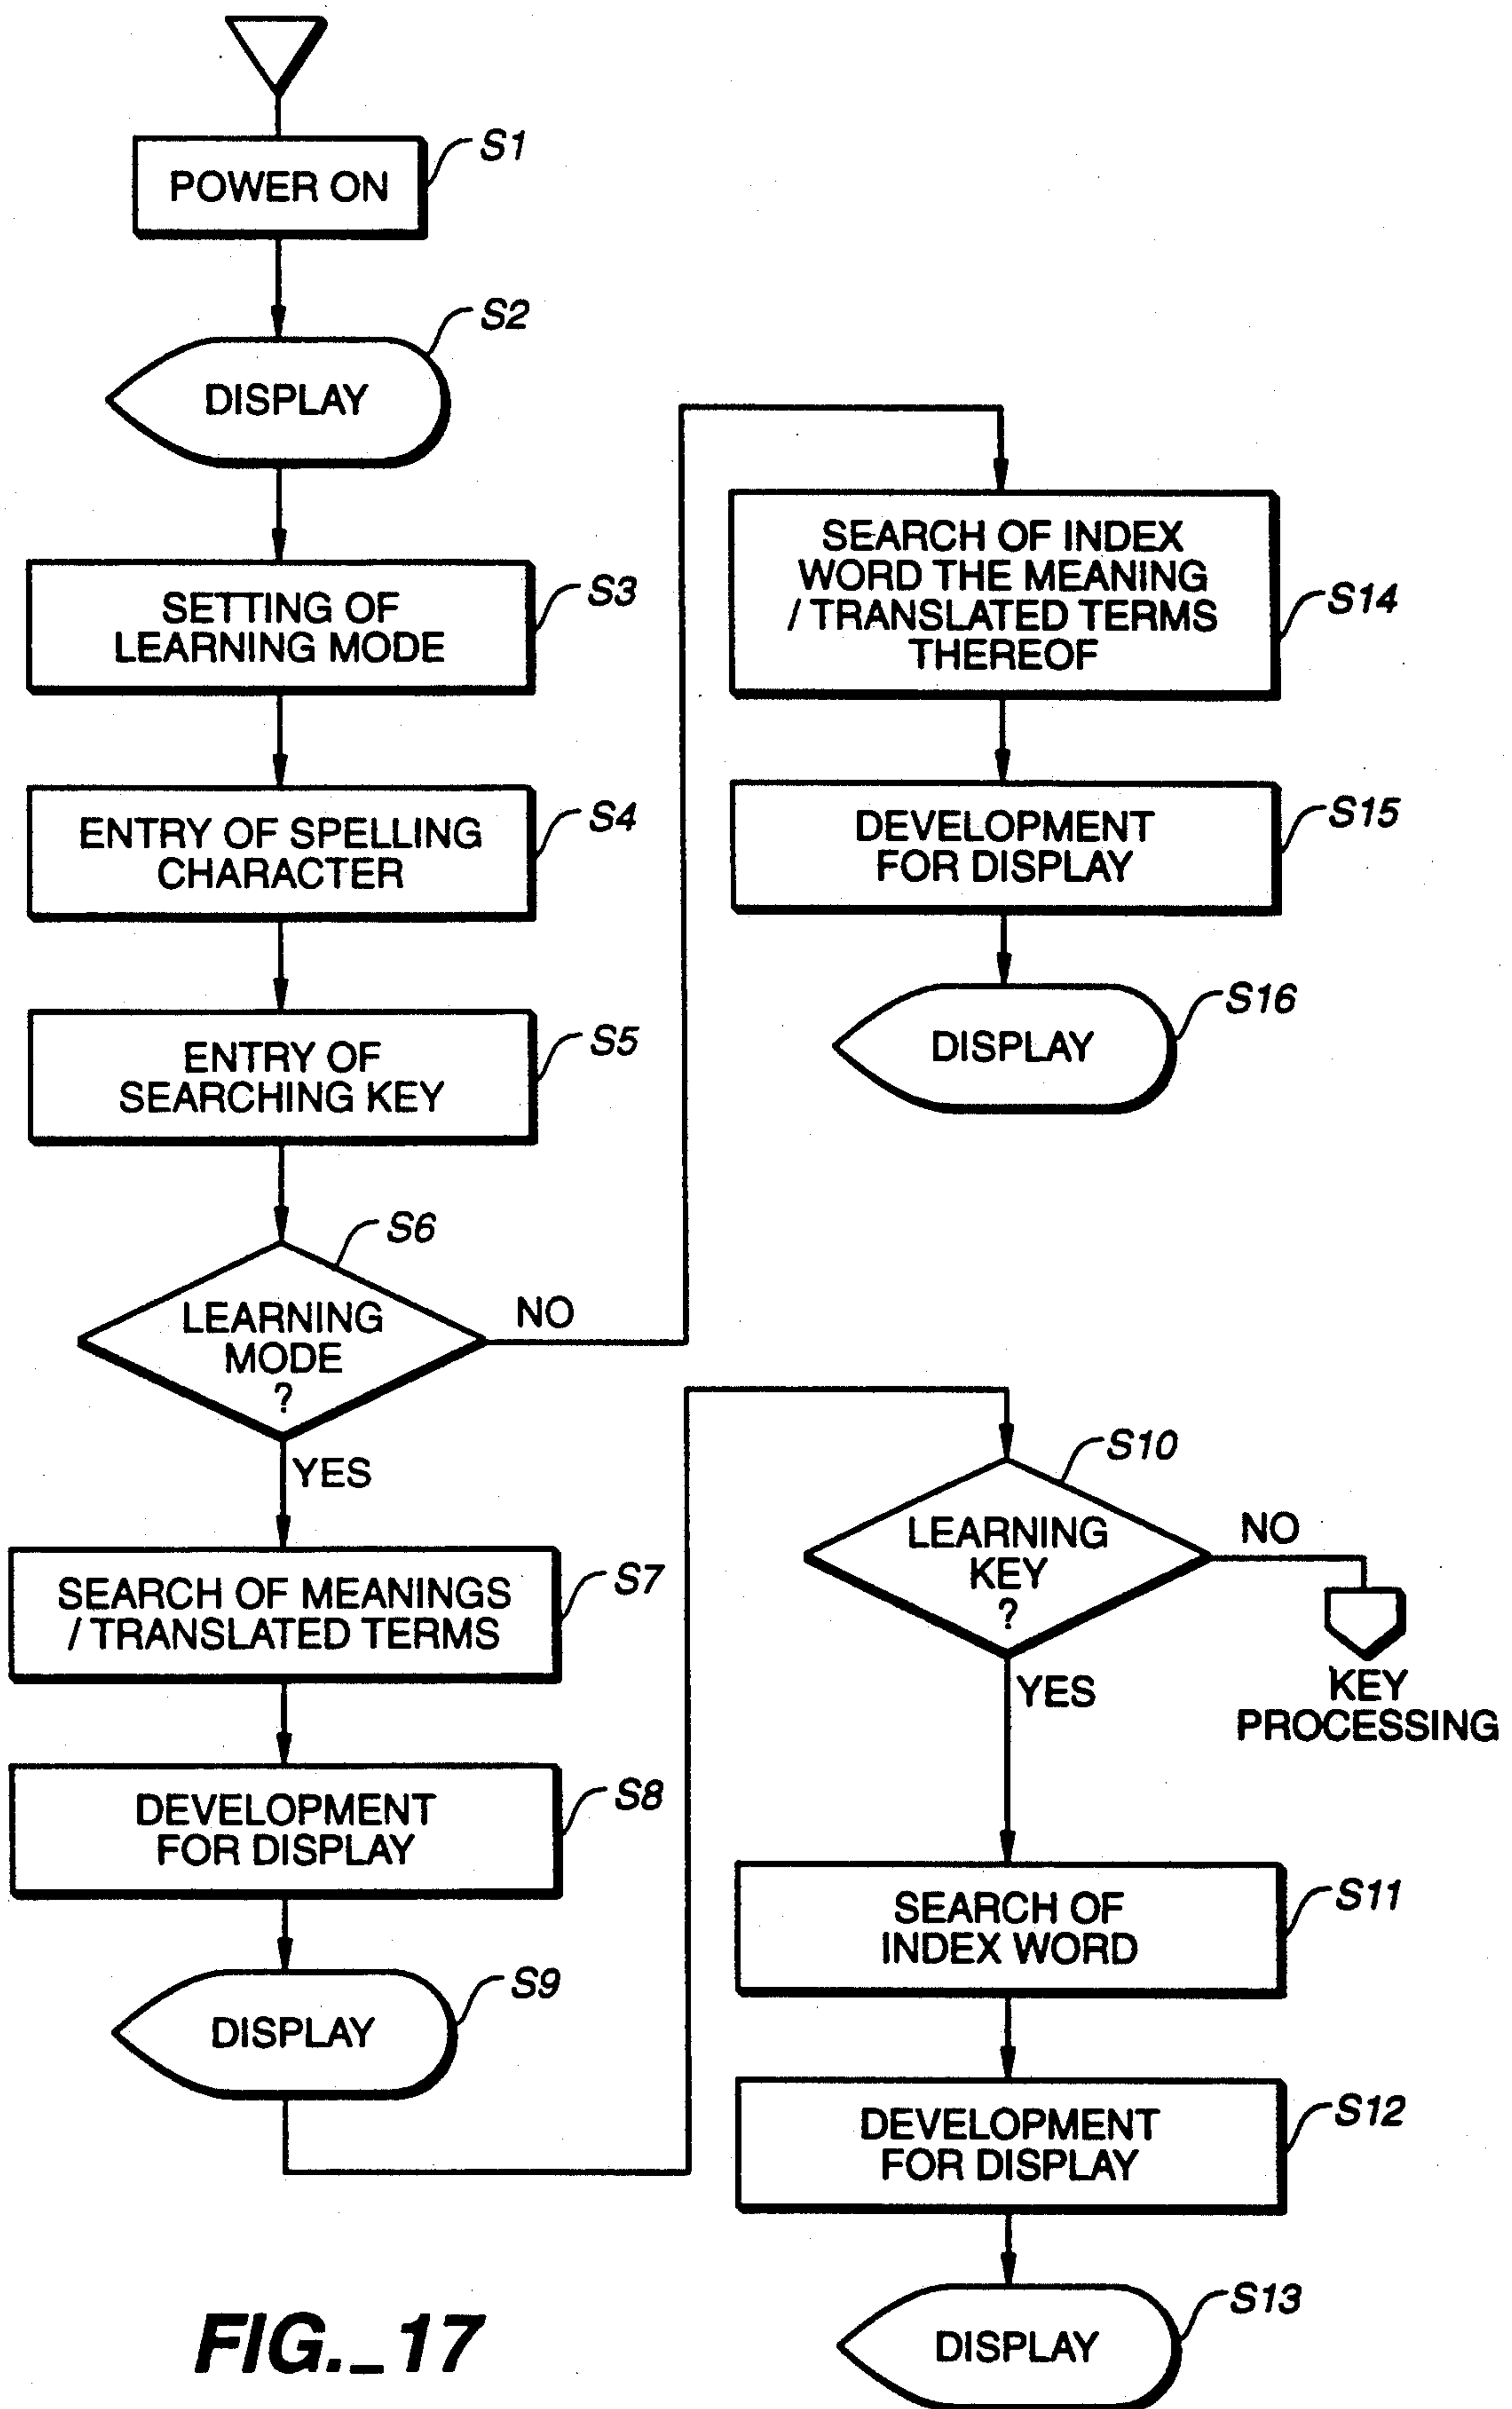 S1
POWER ON
S2
DISPLAY
S3
SETTING OF
LEARNING MODE
S4
ENTRY OF SPELLING
CHARACTER
S5
ENTRY OF
SEARCHING KEY
S6
LEARNING
MODE
?
NO
YES
S7
SEARCH OF MEANINGS
/ TRANSLATED TERMS
S8
DEVELOPMENT
FOR DISPLAY
S9
DISPLAY
SEARCH OF INDEX
WORD THE MEANING
/ TRANSLATED TERMS
THEREOF
S14
S15
DEVELOPMENT
FOR DISPLAY
S16
DISPLAY
S10
LEARNING
KEY
?
NO
KEY
PROCESSING
YES
S11
SEARCH OF
INDEX WORD
S12
DEVELOPMENT
FOR DISPLAY
S13
DISPLAY
FIG._17